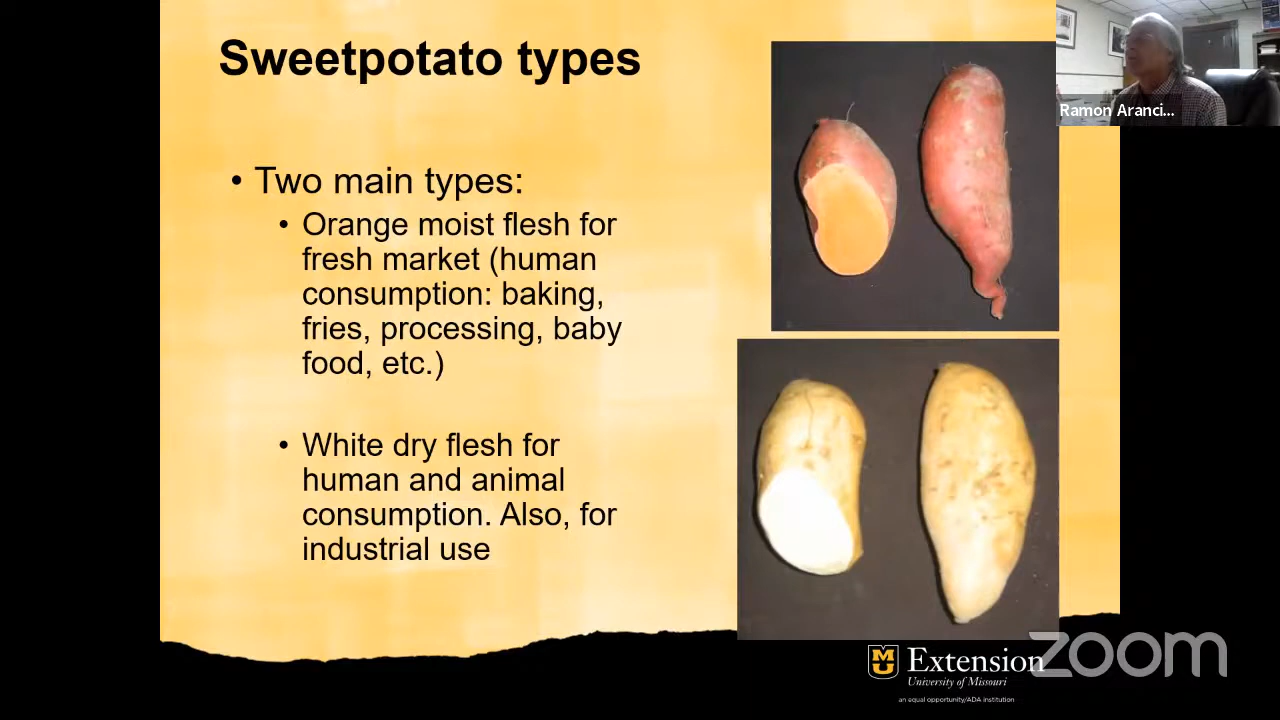 Sweetpotato types
Ramon Aranci...
• Two main types:
• Orange moist flesh for
fresh market (human
consumption: baking,
fries, processing, baby
food, etc.)
• White dry flesh for
human and animal
consumption. Also, for
industrial use
Extension
University of Missouri
an equal opportunity/ADA institution
zoom